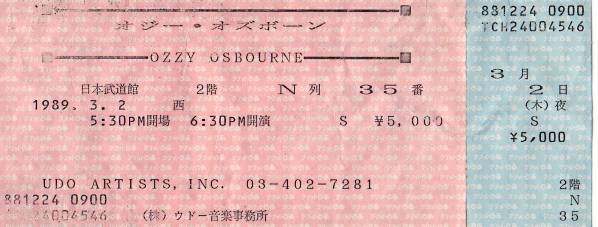 オジー・オズボーン
OZZY OSBOURNE
日本武道館 2階 N 列 35 番
1989. 3. 2 西
5:30PM開場 6:30PM開演 S ¥5,000
UDO ARTISTS, INC. 03-402-7281
881224 0900
24004546 (株) ウドー音楽事務所
881224 0900
TCH24004546
3 月
2 日
(木) 夜
S
¥5,000
2階
N
35